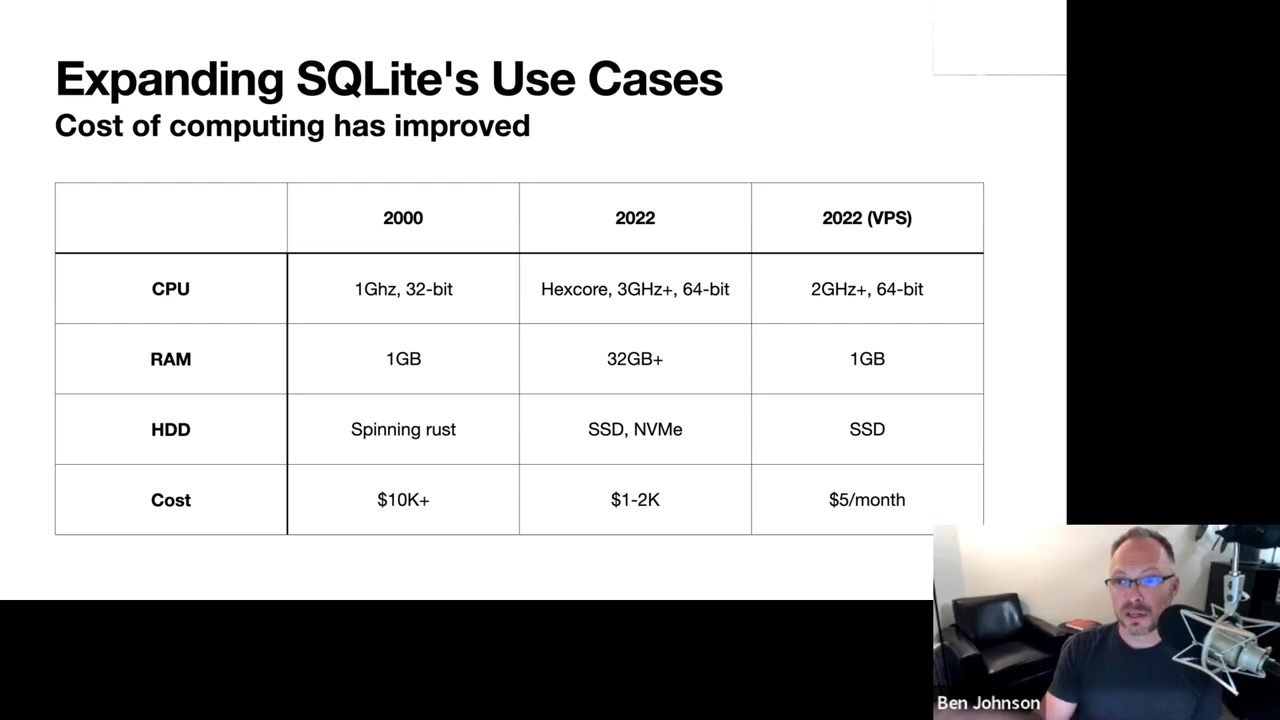 Expanding SQLite's Use Cases
Cost of computing has improved
2000 2022 2022 (VPS)
CPU 1Ghz, 32-bit Hexcore, 3GHz+, 64-bit 2GHz+, 64-bit
RAM 1GB 32GB+ 1GB
HDD Spinning rust SSD, NVMe SSD
Cost $10K+ $1-2K $5/month
Ben Johnson